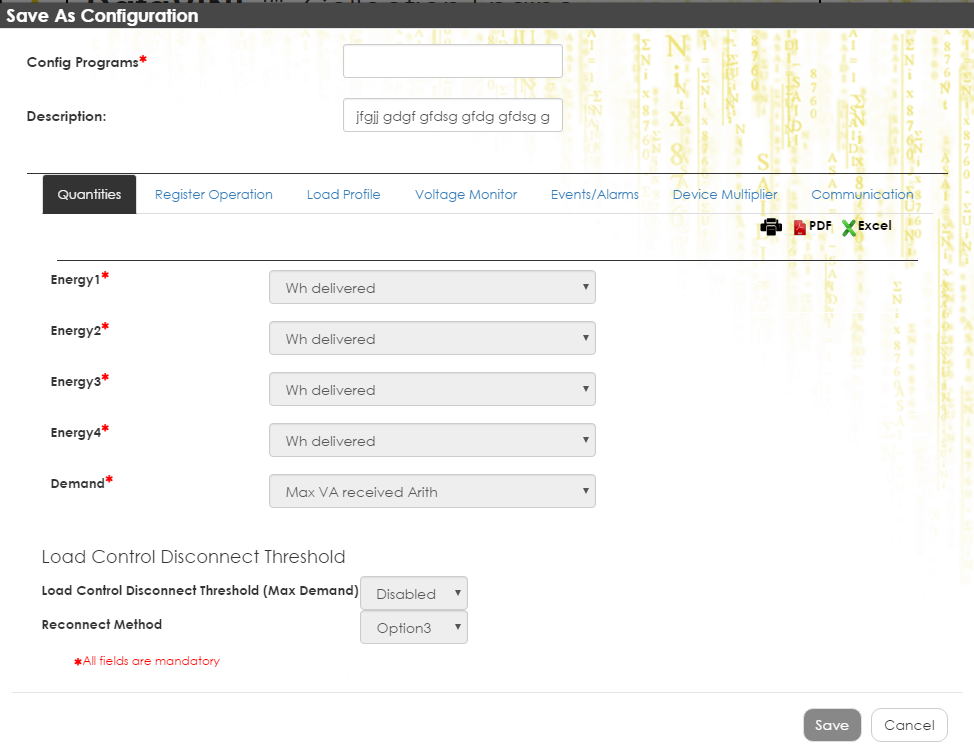 Save As Configuration
Config Programs*
Description: jfgjj gdgf gfdsg gfdg gfdsg g
Quantities Register Operation Load Profile Voltage Monitor Events/Alarms Device Multiplier Communication
PDF Excel
Energy1* Wh delivered
Energy2* Wh delivered
Energy3* Wh delivered
Energy4* Wh delivered
Demand* Max VA received Arith
Load Control Disconnect Threshold
Load Control Disconnect Threshold (Max Demand) Disabled
Reconnect Method Option3
*All fields are mandatory
Save Cancel